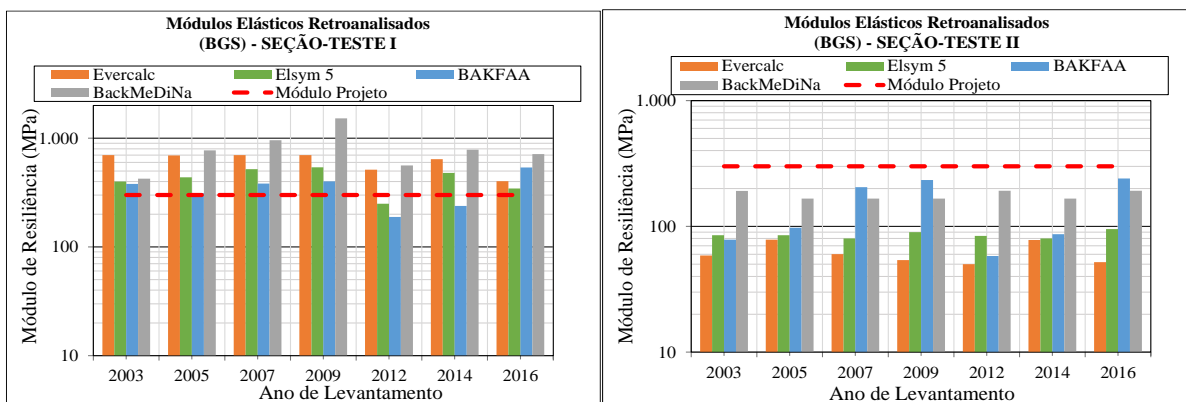 Módulos Elásticos Retroanalisados
(BGS) - SEÇÃO-TESTE I
Evercalc Elsym 5 BAKFAA
BackMeDiNa Módulo Projeto
Módulo de Resiliência (MPa)
1.000
100
10
2003 2005 2007 2009 2012 2014 2016
Ano de Levantamento
Módulos Elásticos Retroanalisados
(BGS) - SEÇÃO-TESTE II
Evercalc Elsym 5 BAKFAA
BackMeDiNa Módulo Projeto
Módulo de Resiliência (MPa)
1.000
100
10
2003 2005 2007 2009 2012 2014 2016
Ano de Levantamento